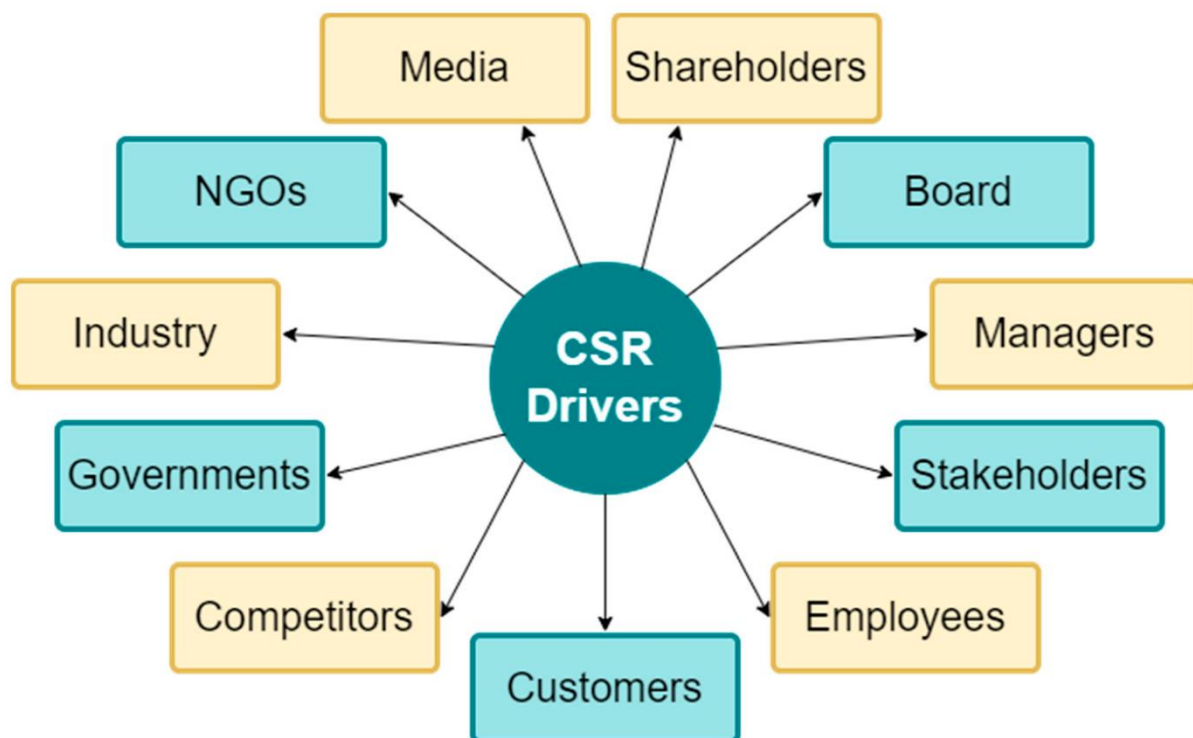 Media
Shareholders
NGOs
Board
Industry
CSR
Drivers
Managers
Governments
Stakeholders
Competitors
Employees
Customers